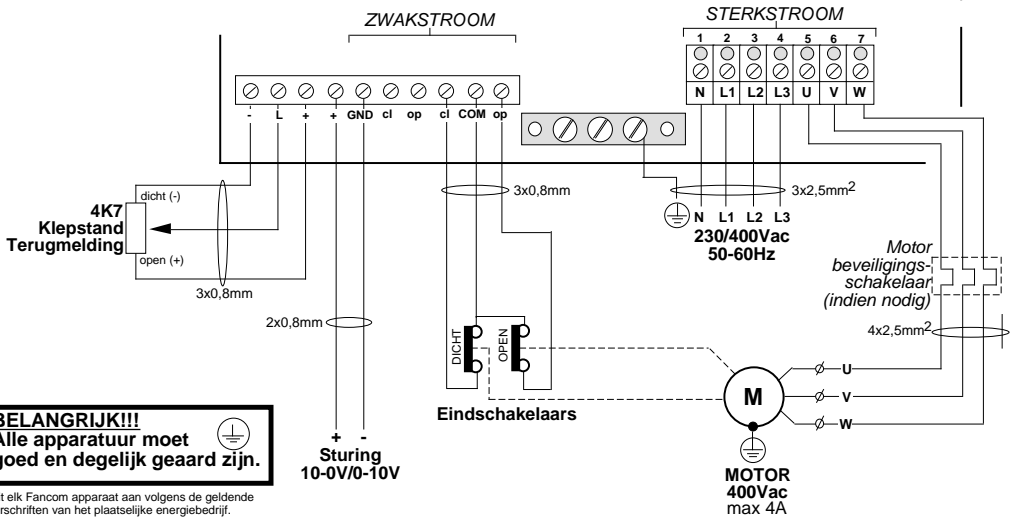 ZWAKSTROOM
STERKSTROOM
1 2 3 4 5 6 7
N L1 L2 L3 U V W
- L + + GND cl op cl COM op
dicht (-)
4K7
Klepstand
Terugmelding
open (+)
3x0,8mm
2x0,8mm
3x0,8mm
3x2,5mm2
N L1 L2 L3
230/400Vac
50-60Hz
Motor
beveiligings-
schakelaar
(indien nodig)
4x2,5mm2
DICHT
OPEN
Eindschakelaars
M
U
V
W
MOTOR
400Vac
max 4A
+ -
Sturing
10-0V/0-10V
BELANGRIJK!!!
Alle apparatuur moet
goed en degelijk geaard zijn.
t elk Fancom apparaat aan volgens de geldende
rschriften van het plaatselijke energiebedrijf.